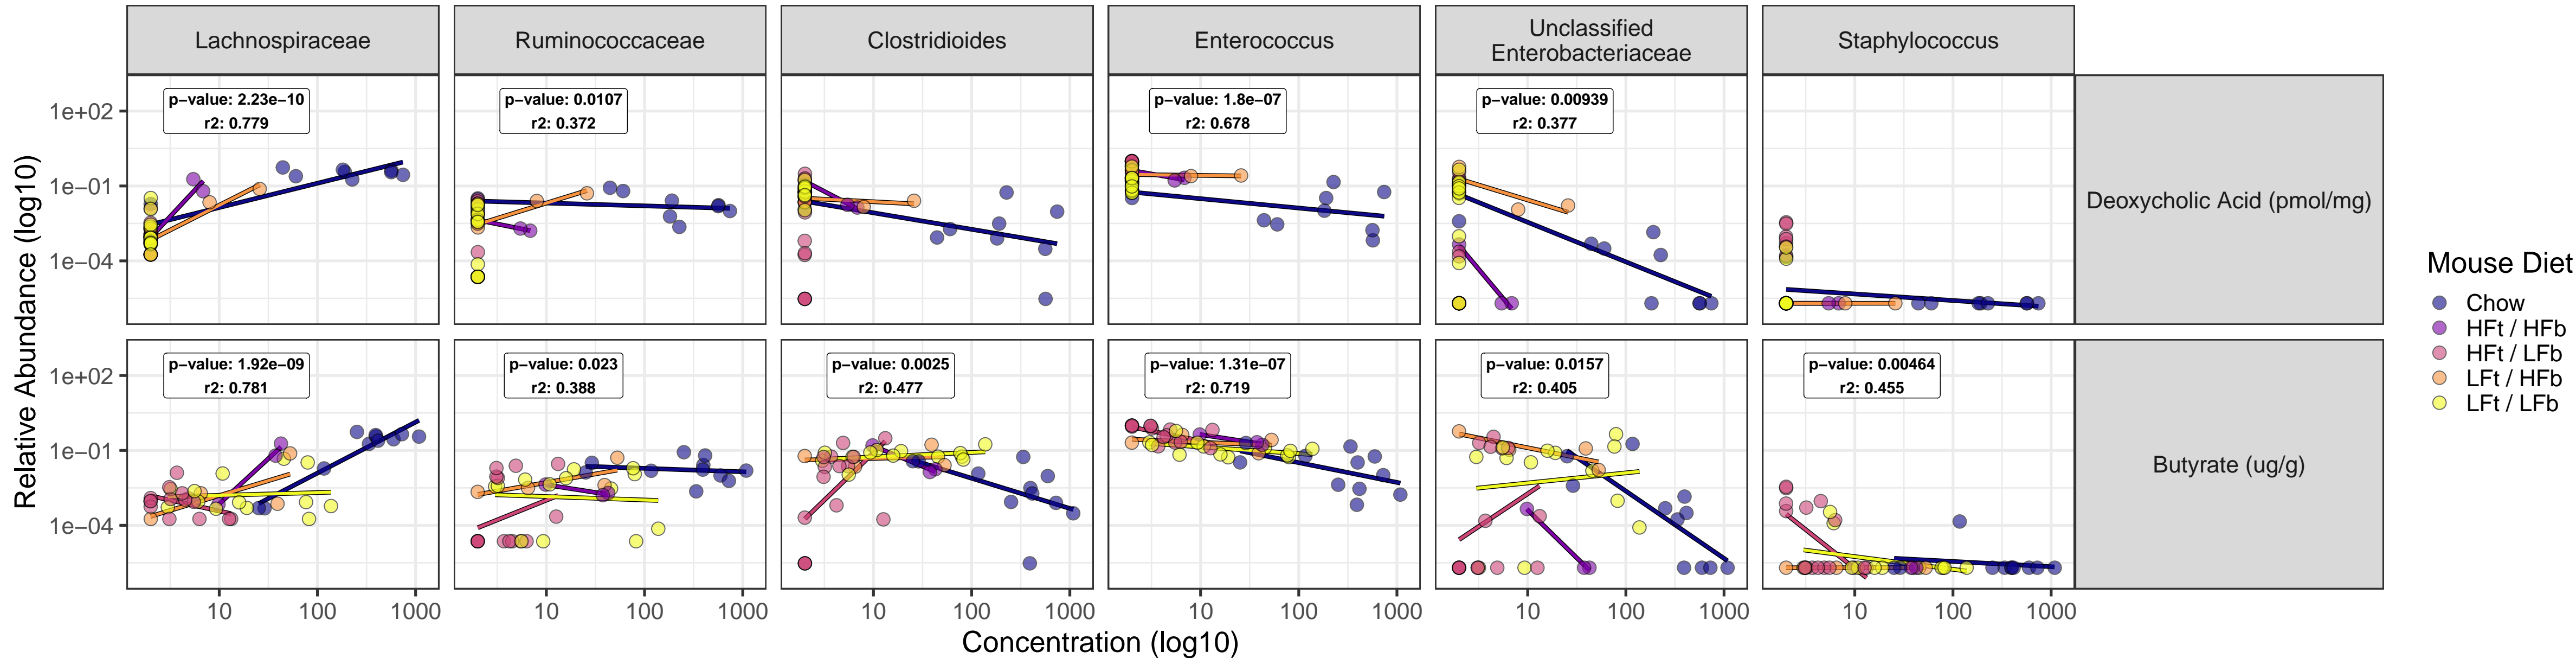 Lachnospiraceae
Ruminococcaceae
Clostridioides
Enterococcus
Unclassified
Enterobacteriaceae
Staphylococcus
Relative Abundance (log10)
1e+02
1e−01
1e−04
p−value: 2.23e−10
r2: 0.779
p−value: 0.0107
r2: 0.372
p−value: 1.8e−07
r2: 0.678
p−value: 0.00939
r2: 0.377
Deoxycholic Acid (pmol/mg)
1e+02
1e−01
1e−04
p−value: 1.92e−09
r2: 0.781
p−value: 0.023
r2: 0.388
p−value: 0.0025
r2: 0.477
p−value: 1.31e−07
r2: 0.719
p−value: 0.0157
r2: 0.405
p−value: 0.00464
r2: 0.455
Butyrate (ug/g)
10 100 1000
10 100 1000
10 100 1000
10 100 1000
10 100 1000
10 100 1000
Concentration (log10)
Mouse Diet
Chow
HFt / HFb
HFt / LFb
LFt / HFb
LFt / LFb